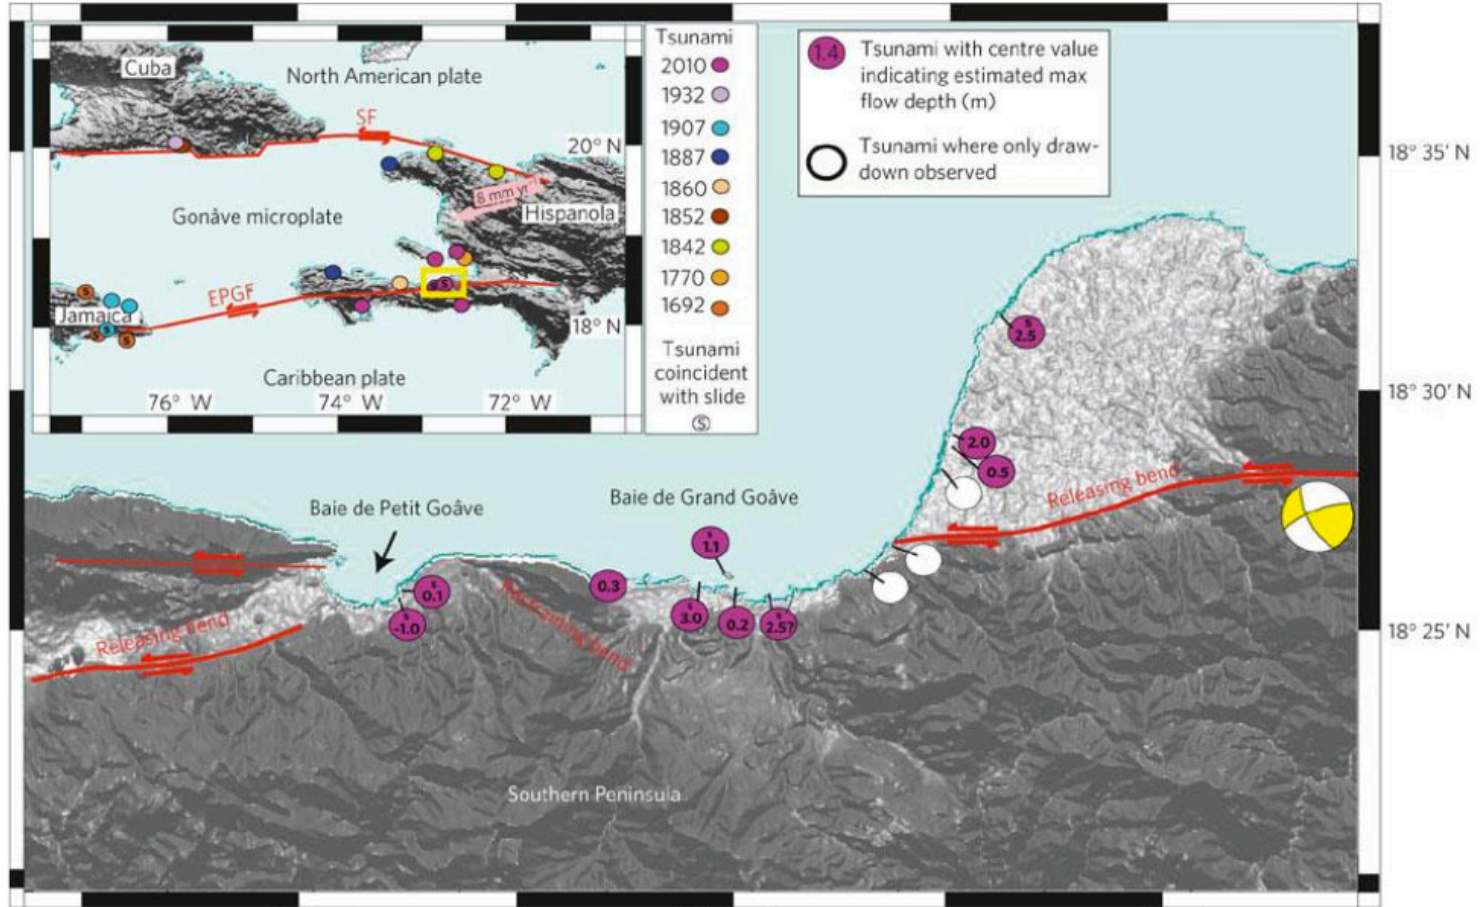 Cuba
North American plate
SF
20° N
8 mm yr
Hispanola
Gonâve microplate
EPGF
Jamaica
S
S
S
S
S
18° N
Caribbean plate
76° W
74° W
72° W
Tsunami
2010
1932
1907
1887
1860
1852
1842
1770
1692
Tsunami
coincident
with slide
S
1.4
Tsunami with centre value
indicating estimated max
flow depth (m)
Tsunami where only draw-
down observed
18° 35′ N
18° 30′ N
18° 25′ N
s
2.5
2.0
0.5
Releasing bend
Baie de Petit Goâve
Baie de Grand Goâve
s
1.1
s
0.1
s
-1.0
0.3
s
3.0
0.2
s
2.5?
Releasing bend
bend
Southern Peninsula